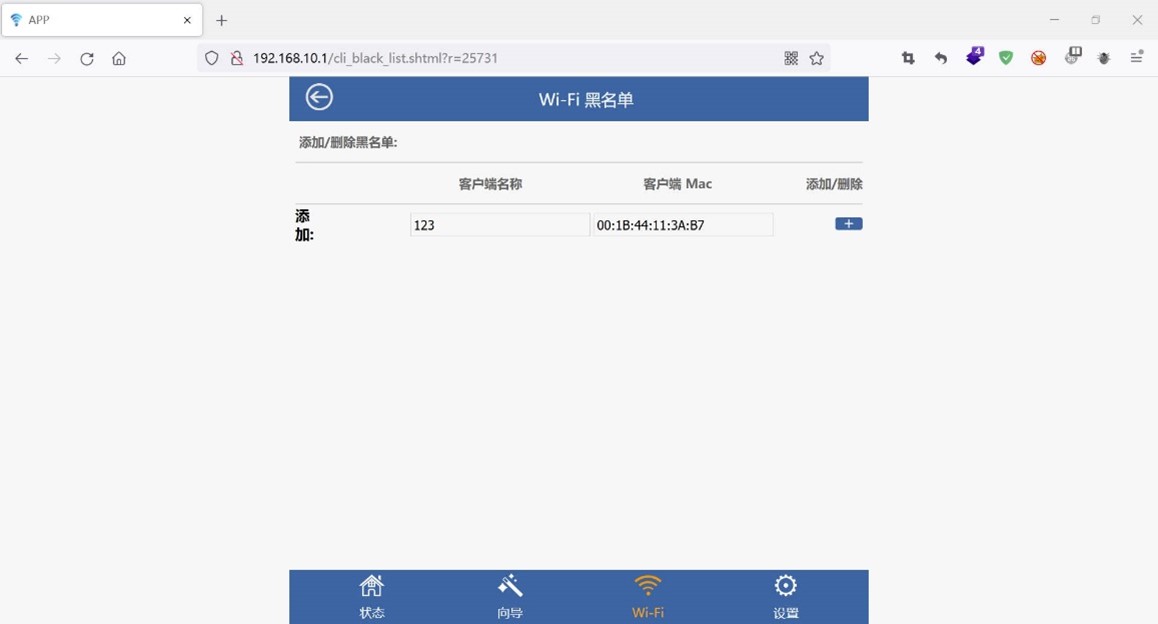 APP
192.168.10.1/cli_black_list.shtml?r=25731
4
Wi-Fi 黑名单
添加/删除黑名单:
客户端名称 客户端 Mac 添加/删除
添
加:
123 00:1B:44:11:3A:B7
状态 向导 Wi-Fi 设置